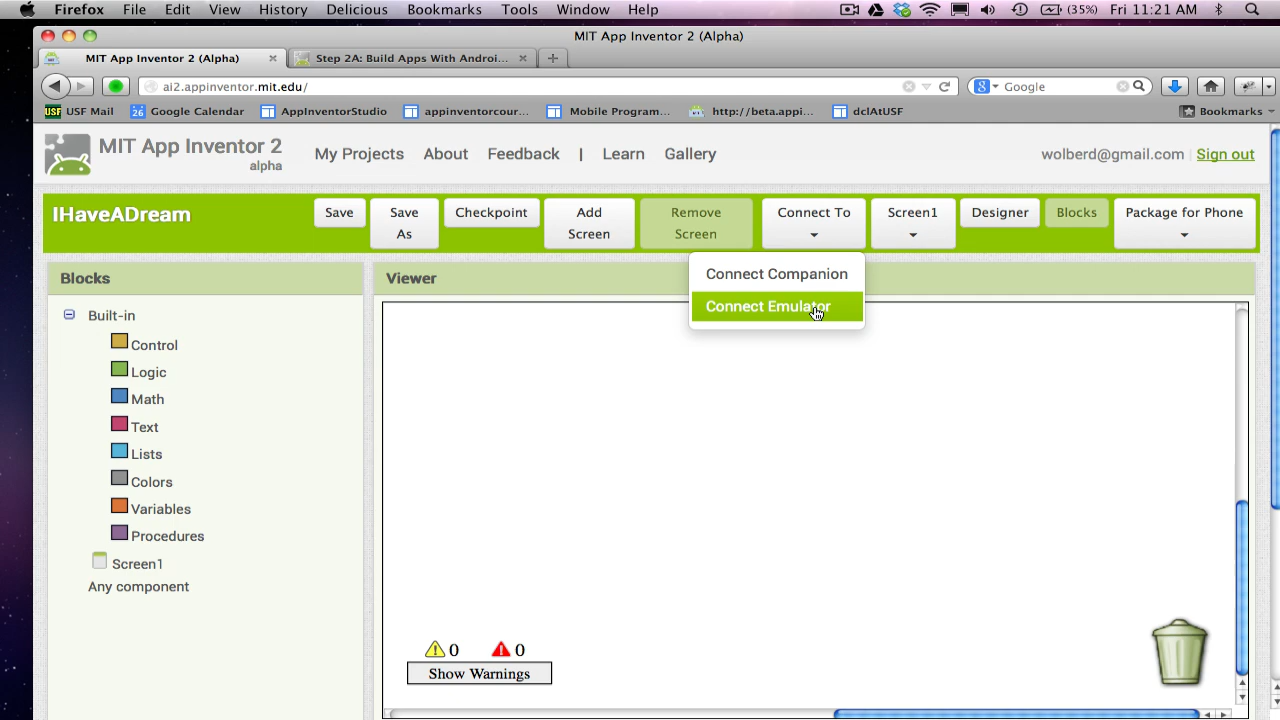 Firefox File Edit View History Delicious Bookmarks Tools Window Help (35%) Fri 11:21 AM
MIT App Inventor 2 (Alpha)
MIT App Inventor 2 (Alpha) Step 2A: Build Apps With Androi...
ai2.appinventor.mit.edu/ Google
USF USF Mail 26 Google Calendar AppInventorStudio appinventorcour... Mobile Program... http://beta.appi... dclAtUSF Bookmarks
MIT App Inventor 2
alpha
My Projects About Feedback | Learn Gallery wolberd@gmail.com Sign out
IHaveADream Save Save As Checkpoint Add Screen Remove Screen Connect To Screen1 Designer Blocks Package for Phone
Connect Companion
Connect Emulator
Blocks Viewer
Built-in
Control
Logic
Math
Text
Lists
Colors
Variables
Procedures
Screen1
Any component
0 0
Show Warnings